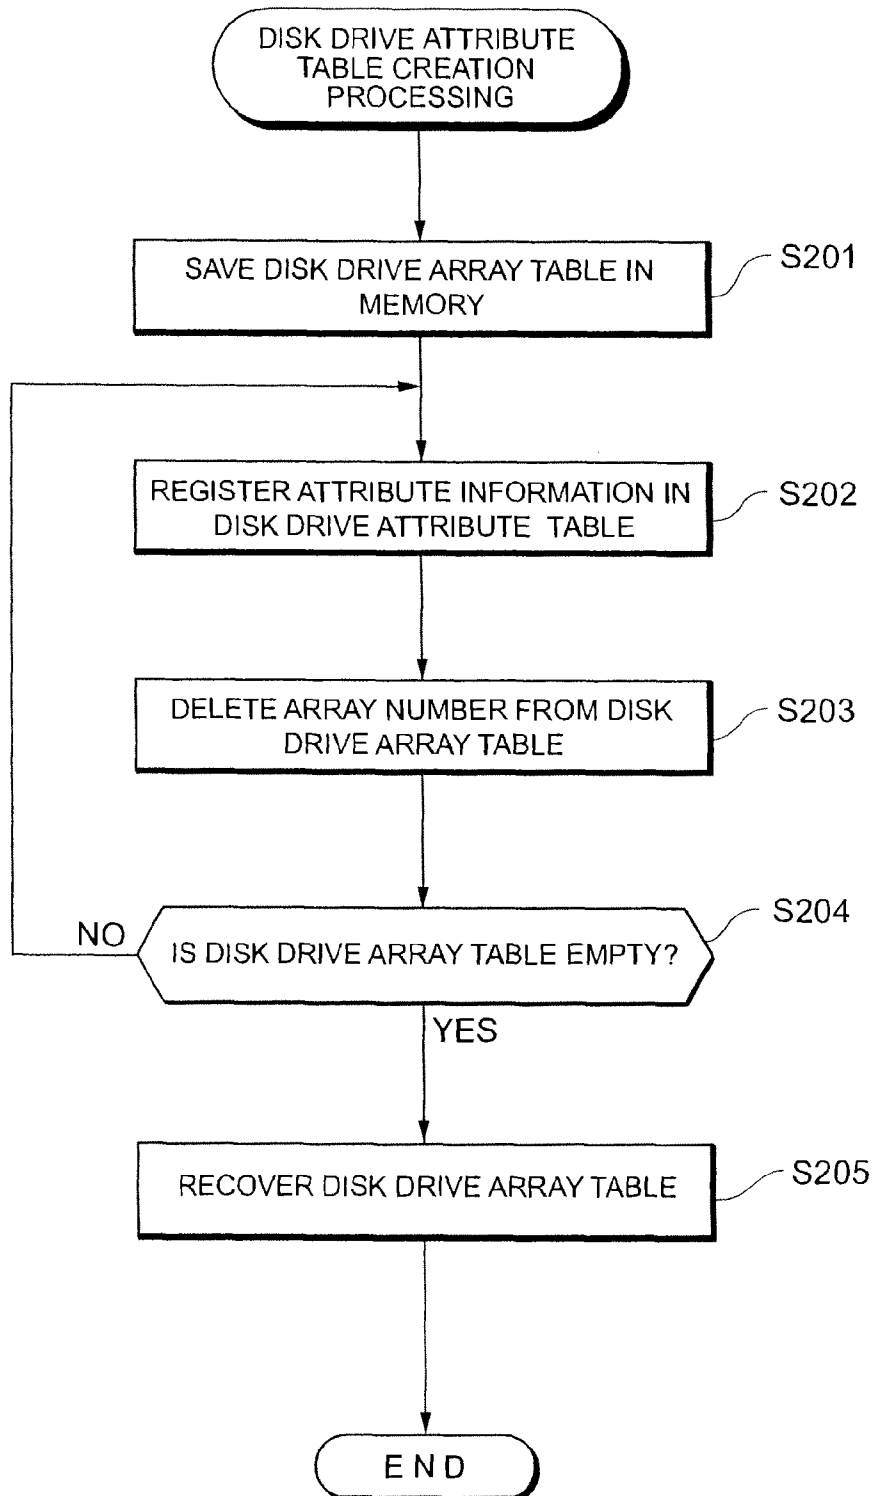 DISK DRIVE ATTRIBUTE
TABLE CREATION
PROCESSING
SAVE DISK DRIVE ARRAY TABLE IN
MEMORY
S201
REGISTER ATTRIBUTE INFORMATION IN
DISK DRIVE ATTRIBUTE TABLE
S202
DELETE ARRAY NUMBER FROM DISK
DRIVE ARRAY TABLE
S203
IS DISK DRIVE ARRAY TABLE EMPTY?
S204
NO
YES
RECOVER DISK DRIVE ARRAY TABLE
S205
END